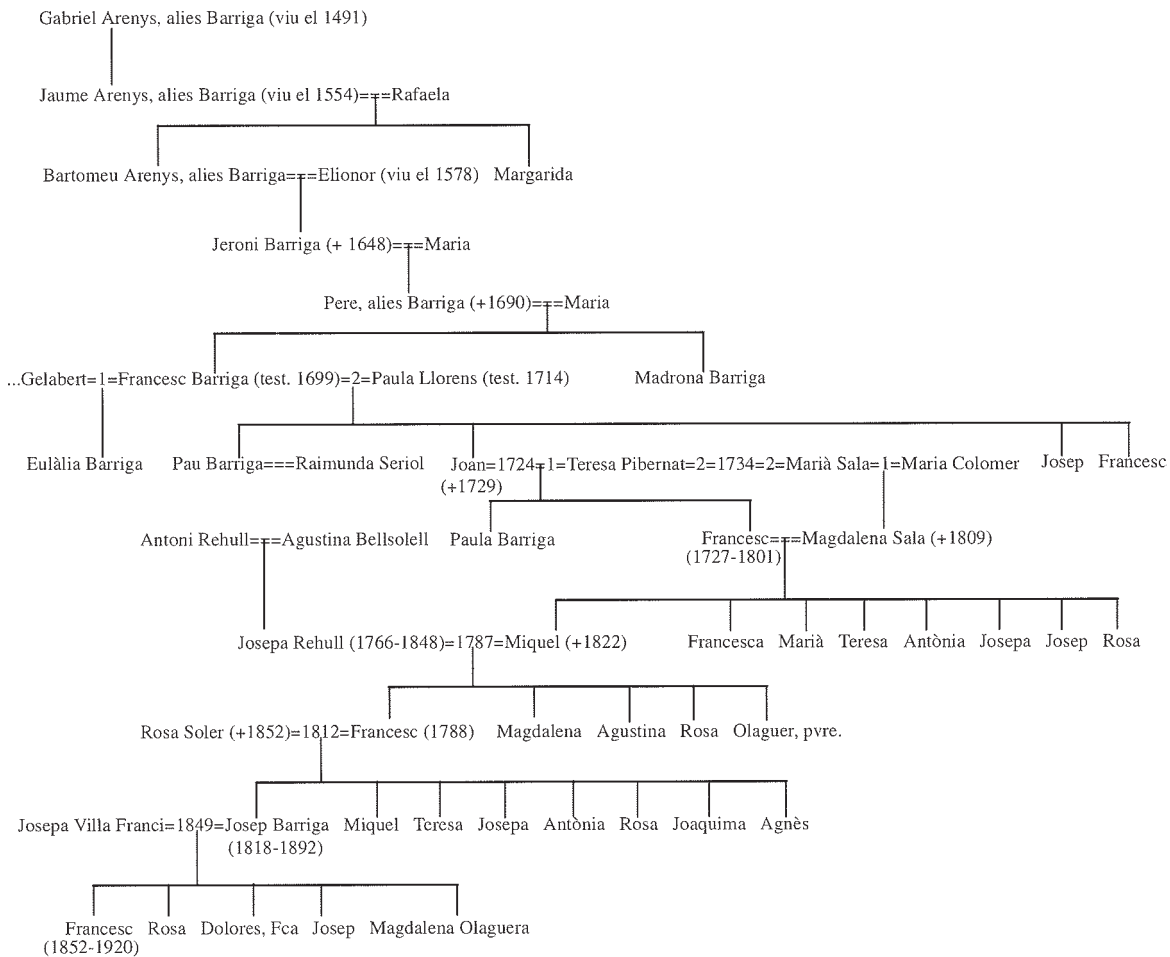 Gabriel Arenys, alies Barriga (viu el 1491)
Jaume Arenys, alies Barriga (viu el 1554)===Rafaela
Bartomeu Arenys, alies Barriga===Elionor (viu el 1578) Margarida
Jeroni Barriga (+ 1648)===Maria
Pere, alies Barriga (+1690)===Maria
...Gelabert=1=Francesc Barriga (test. 1699)=2=Paula Llorens (test. 1714) Madrona Barriga
Eulàlia Barriga Pau Barriga===Raimunda Seriol Joan=1724=1=Teresa Pibernat=2=1734=2=Marià Sala=1=Maria Colomer Josep Francesc
(+1729)
Antoni Rehull===Agustina Bellsolell Paula Barriga Francesc===Magdalena Sala (+1809)
(1727-1801)
Josepa Rehull (1766-1848)=1787=Miquel (+1822) Francesca Marià Teresa Antònia Josepa Josep Rosa
Rosa Soler (+1852)=1812=Francesc (1788) Magdalena Agustina Rosa Olaguer, pvre.
Josepa Villa Franci=1849=Josep Barriga Miquel Teresa Josepa Antònia Rosa Joaquima Agnès
(1818-1892)
Francesc Rosa Dolores, Fca Josep Magdalena Olaguera
(1852-1920)